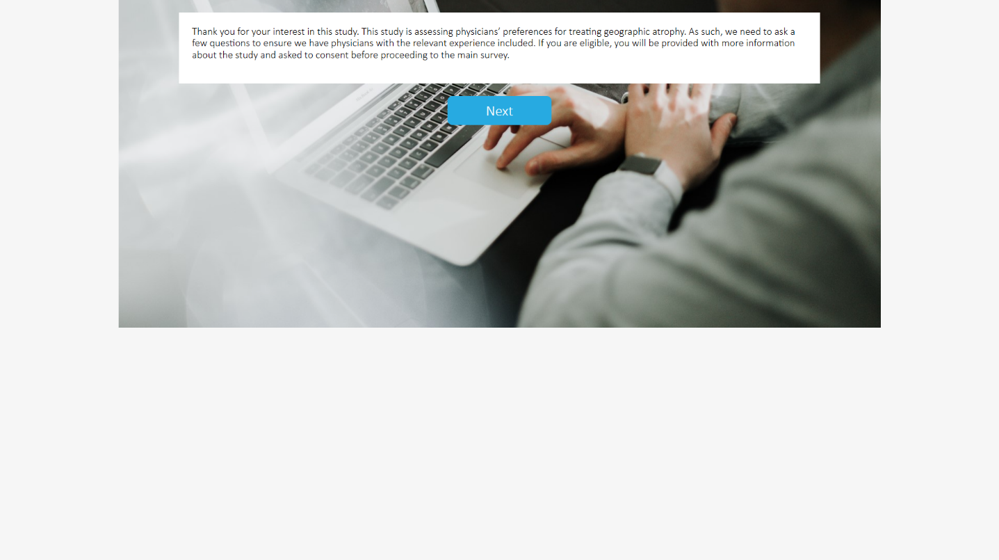 Thank you for your interest in this study. This study is assessing physicians’ preferences for treating geographic atrophy. As such, we need to ask a
few questions to ensure we have physicians with the relevant experience included. If you are eligible, you will be provided with more information
about the study and asked to consent before proceeding to the main survey.
Next